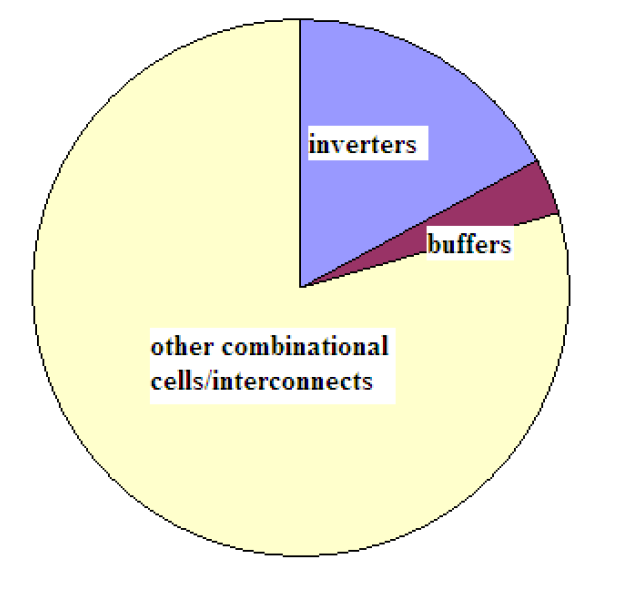 inverters
buffers
other combinational
cells/interconnects